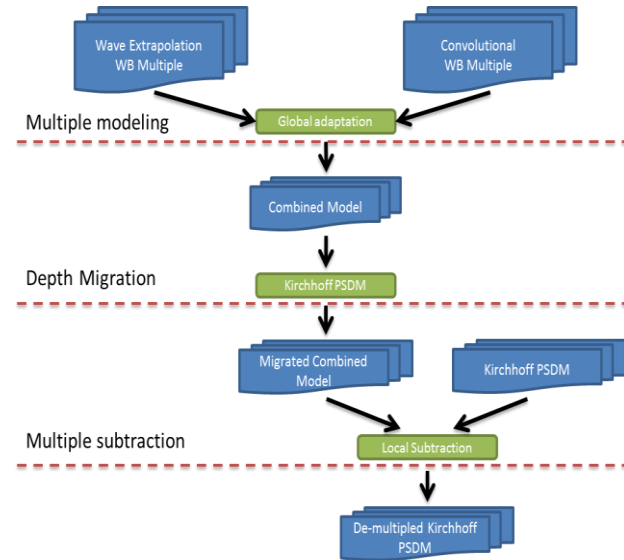 Wave Extrapolation
WB Multiple
Convolutional
WB Multiple
Global adaptation
Multiple modeling
Combined Model
Depth Migration
Kirchhoff PSDM
Migrated Combined
Model
Kirchhoff PSDM
Multiple subtraction
Local Subtraction
De-multipled Kirchhoff
PSDM